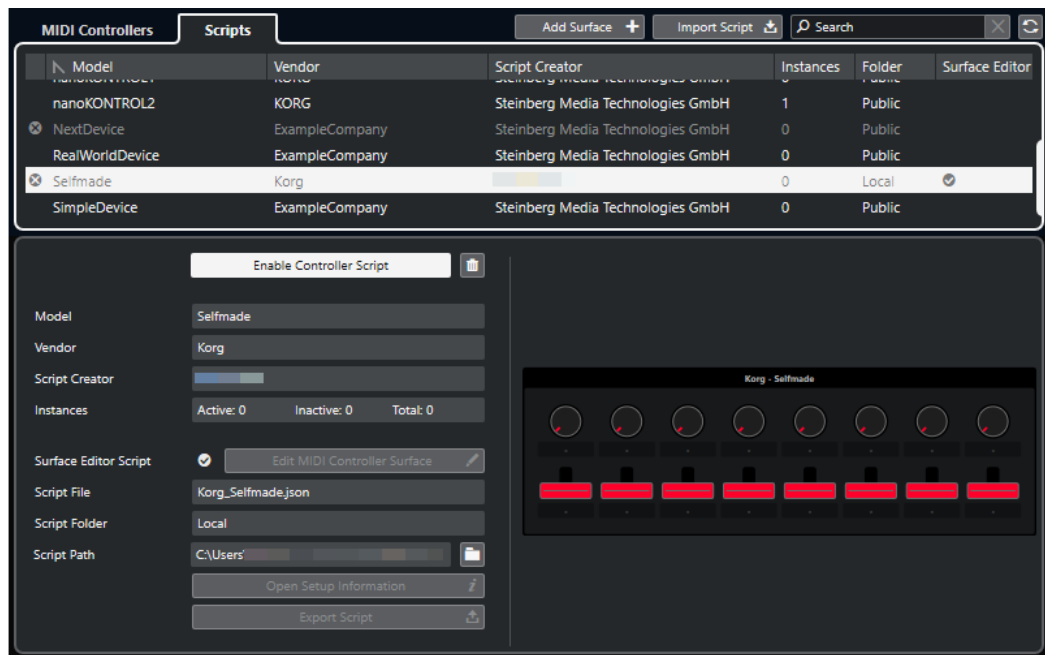 MIDI Controllers Scripts Add Surface Import Script Search
Model Vendor Script Creator Instances Folder Surface Editor
nanoKONTROL2 KORG Steinberg Media Technologies GmbH 1 Public
NextDevice ExampleCompany Steinberg Media Technologies GmbH 0 Public
RealWorldDevice ExampleCompany Steinberg Media Technologies GmbH 0 Public
Selfmade Korg 0 Local
SimpleDevice ExampleCompany Steinberg Media Technologies GmbH 0 Public
Enable Controller Script
Model Selfmade
Vendor Korg
Script Creator
Instances Active: 0 Inactive: 0 Total: 0
Surface Editor Script Edit MIDI Controller Surface
Script File Korg_Selfmade.json
Script Folder Local
Script Path C:\Users\
Open Setup Information
Export Script
Korg - Selfmade